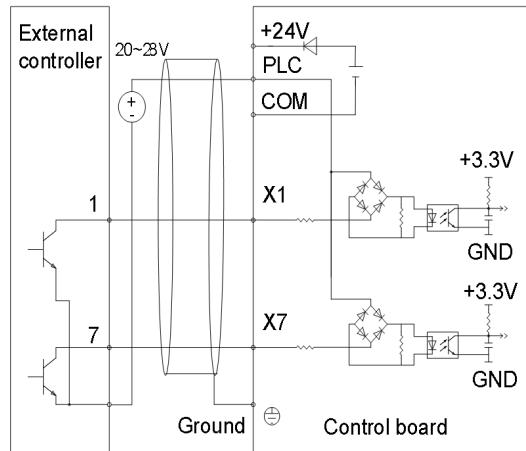 External
controller
20~28V
+
-
+24V
PLC
COM
1
X1
+3.3V
GND
7
X7
+3.3V
GND
Ground
Control board